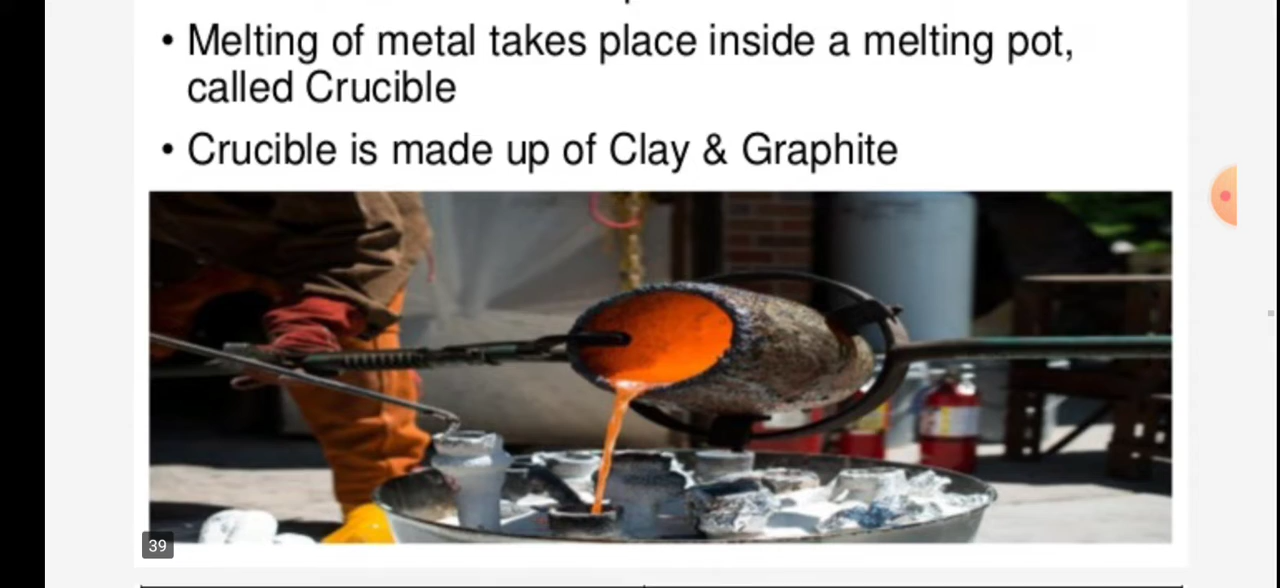 • Melting of metal takes place inside a melting pot,
called Crucible
• Crucible is made up of Clay & Graphite
39